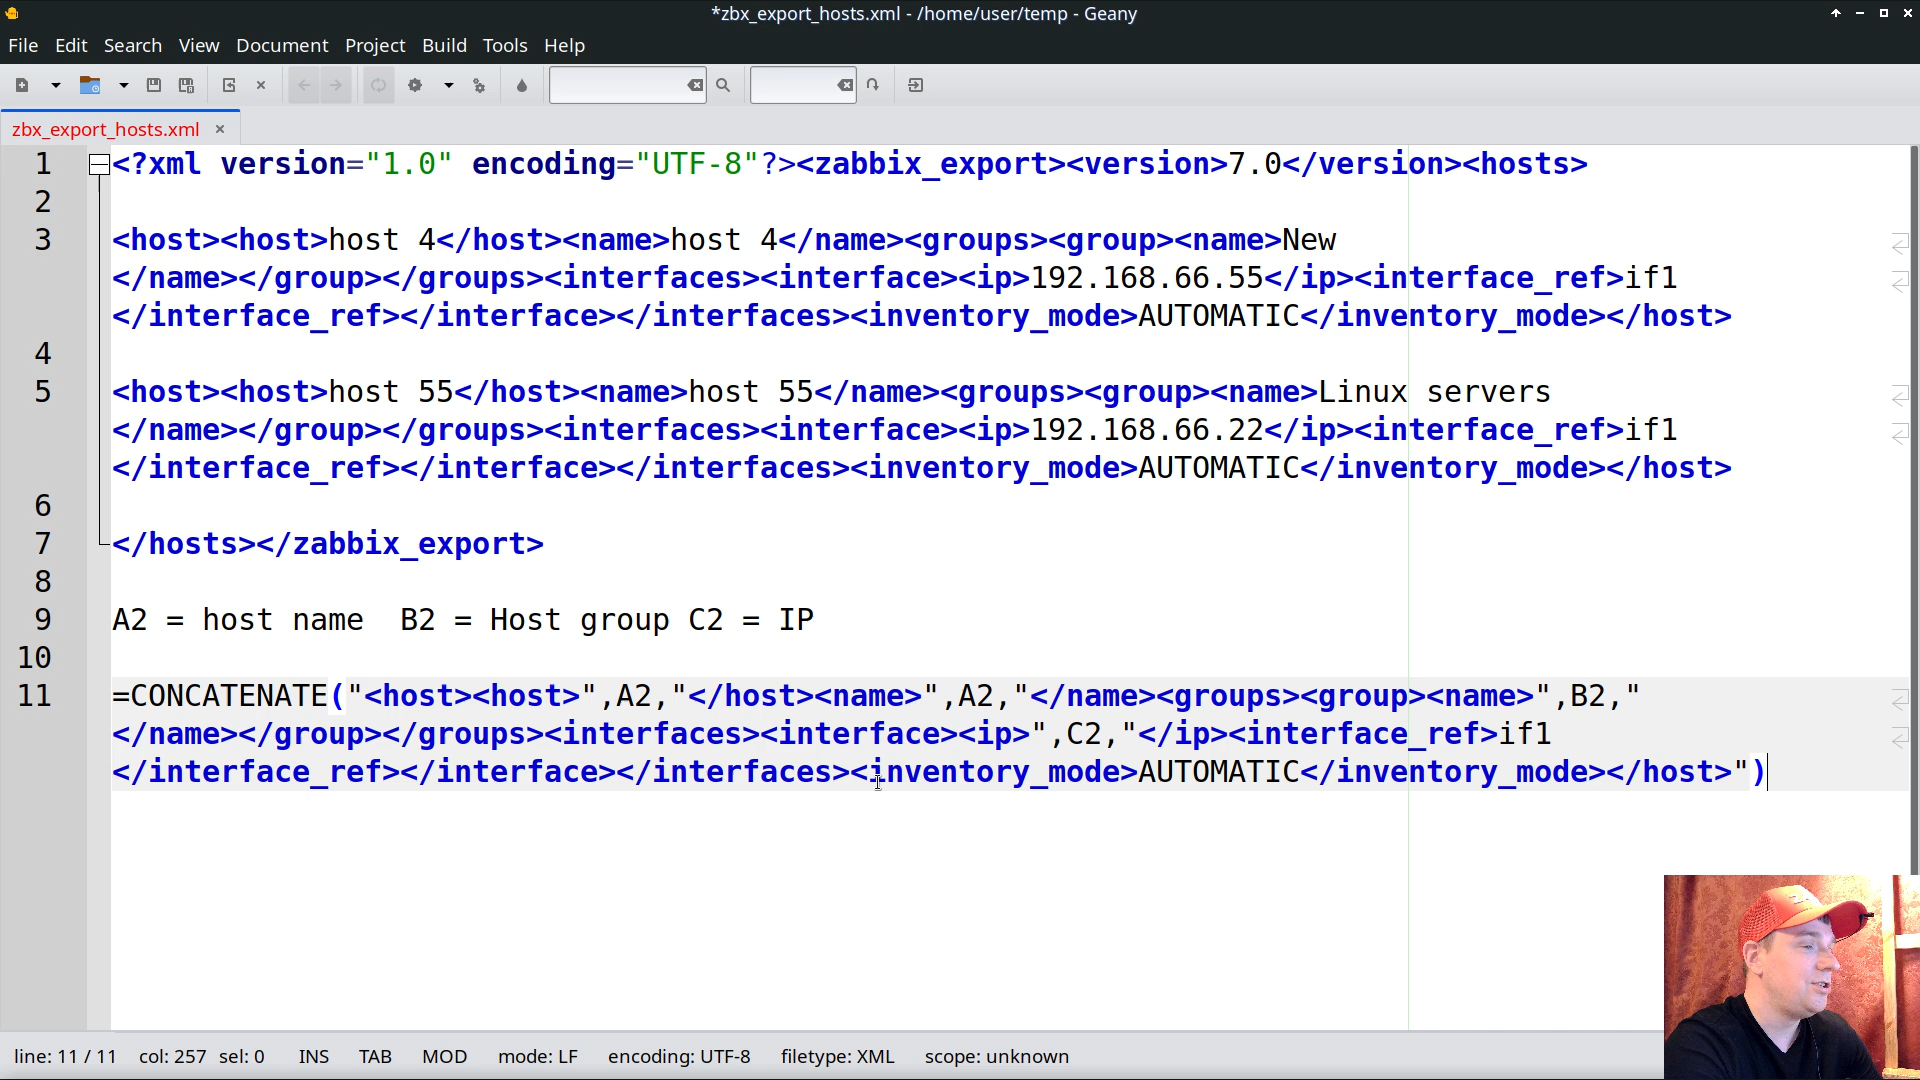 *zbx_export_hosts.xml - /home/user/temp - Geany
File Edit Search View Document Project Build Tools Help
zbx_export_hosts.xml
1 <?xml version="1.0" encoding="UTF-8"?><zabbix_export><version>7.0</version><hosts>
2
3 <host><host>host 4</host><name>host 4</name><groups><group><name>New
</name></group></groups><interfaces><interface><ip>192.168.66.55</ip><interface_ref>if1
</interface_ref></interface></interfaces><inventory_mode>AUTOMATIC</inventory_mode></host>
4
5 <host><host>host 55</host><name>host 55</name><groups><group><name>Linux servers
</name></group></groups><interfaces><interface><ip>192.168.66.22</ip><interface_ref>if1
</interface_ref></interface></interfaces><inventory_mode>AUTOMATIC</inventory_mode></host>
6
7 </hosts></zabbix_export>
8
9 A2 = host name  B2 = Host group C2 = IP
10
11 =CONCATENATE("<host><host>",A2,"</host><name>",A2,"</name><groups><group><name>",B2,"
</name></group></groups><interfaces><interface><ip>",C2,"</ip><interface_ref>if1
</interface_ref></interface></interfaces><inventory_mode>AUTOMATIC</inventory_mode></host>")
line: 11 / 11 col: 257 sel: 0 INS TAB MOD mode: LF encoding: UTF-8 filetype: XML scope: unknown